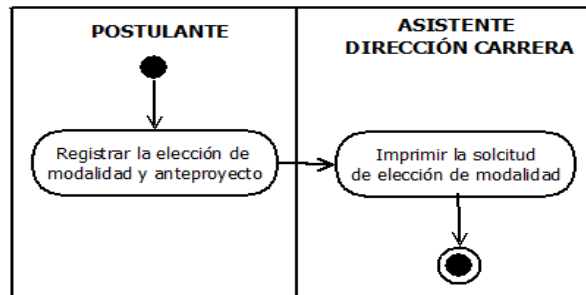 POSTULANTE
ASISTENTE
DIRECCIÓN CARRERA
Registrar la elección de
modalidad y anteproyecto
Imprimir la solcitud
de elección de modalidad